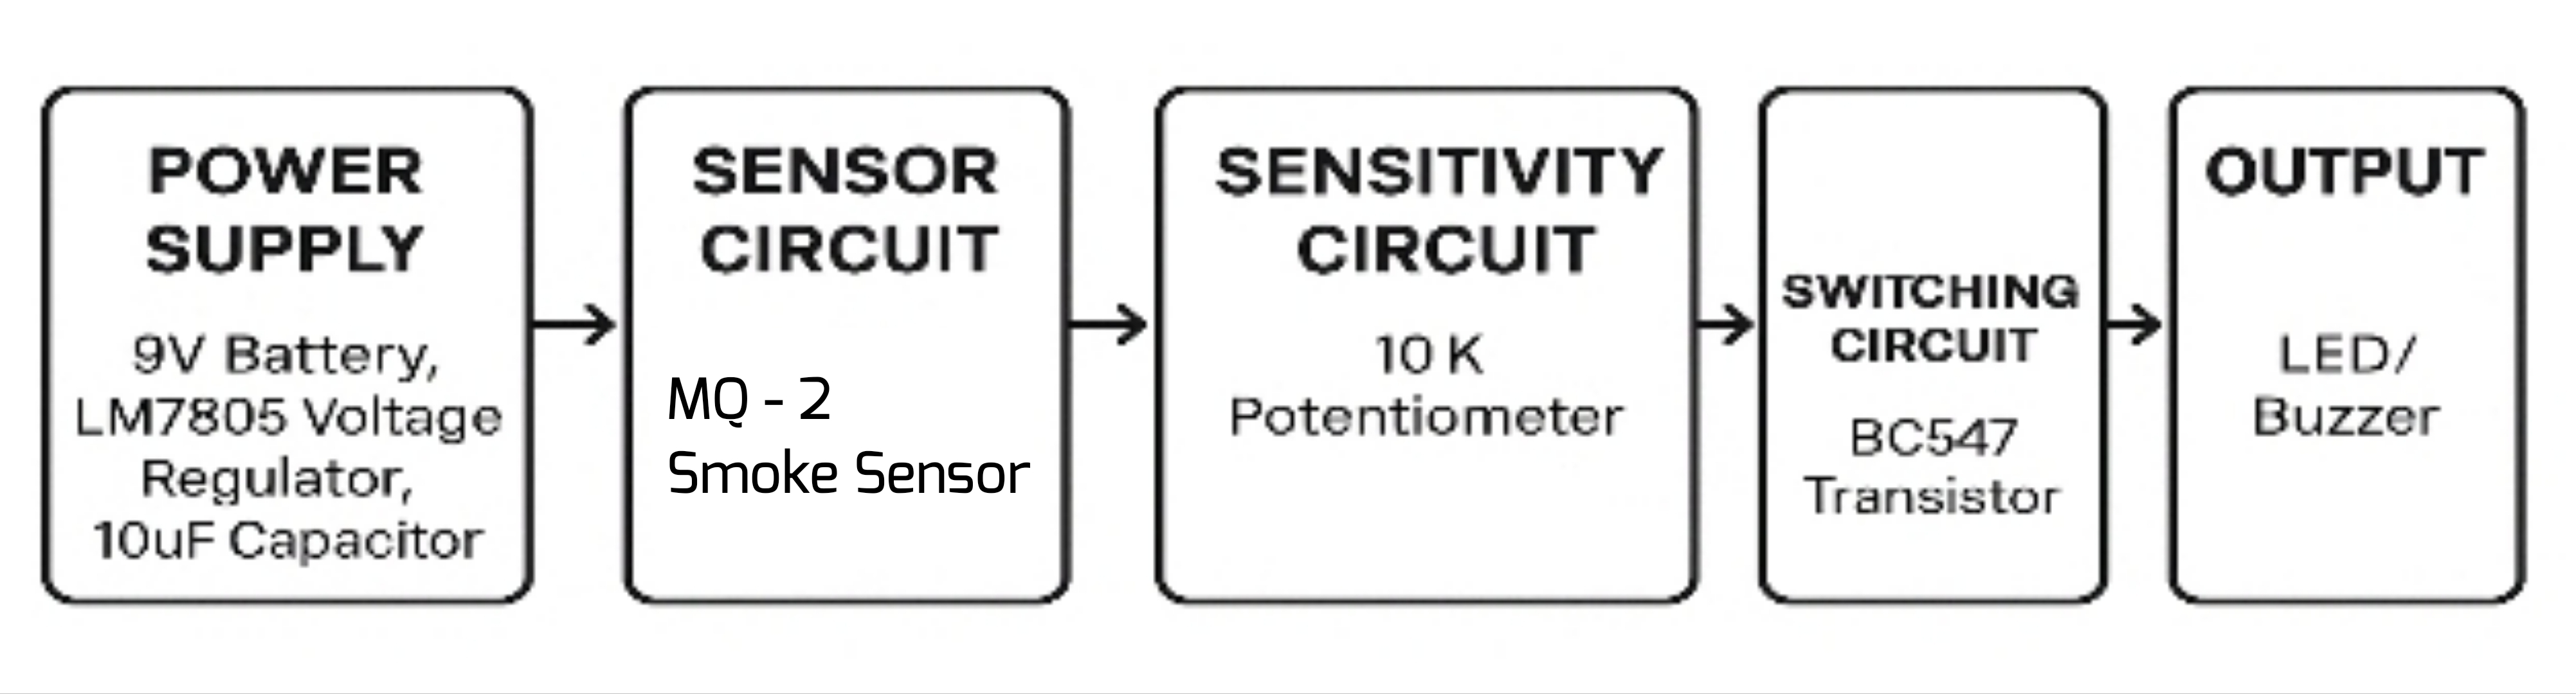 POWER
SUPPLY
9V Battery,
LM7805 Voltage
Regulator,
10uF Capacitor
SENSOR
CIRCUIT
MQ - 2
Smoke Sensor
SENSITIVITY
CIRCUIT
10 K
Potentiometer
SWITCHING
CIRCUIT
BC547
Transistor
OUTPUT
LED/
Buzzer